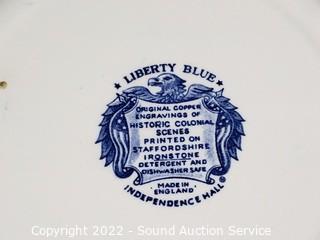 ★ LIBERTY BLUE ★
ORIGINAL COPPER
ENGRAVINGS OF
HISTORIC COLONIAL
SCENES
PRINTED ON
STAFFORDSHIRE
IRONSTONE
DETERGENT AND
DISHWASHER SAFE
MADE IN
ENGLAND
INDEPENDENCE HALL
Copyright 2022 - Sound Auction Service